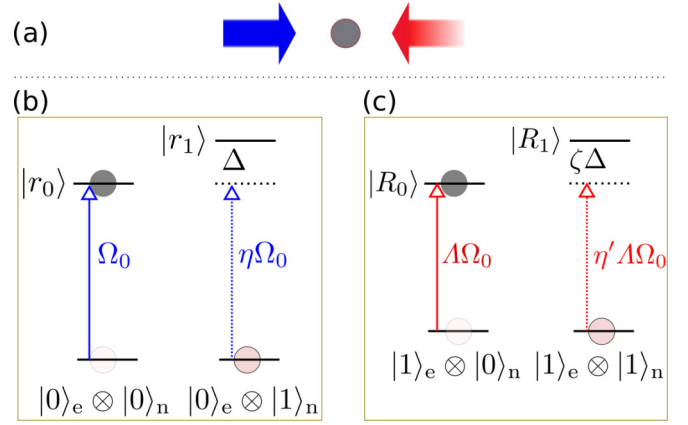 (a)
(b)
|r₁⟩
Δ
|r₀⟩
Ω₀
ηΩ₀
|0⟩ₑ ⊗ |0⟩ₙ |0⟩ₑ ⊗ |1⟩ₙ
(c)
|R₁⟩
ζΔ
|R₀⟩
ΛΩ₀
η′ΛΩ₀
|1⟩ₑ ⊗ |0⟩ₙ |1⟩ₑ ⊗ |1⟩ₙ